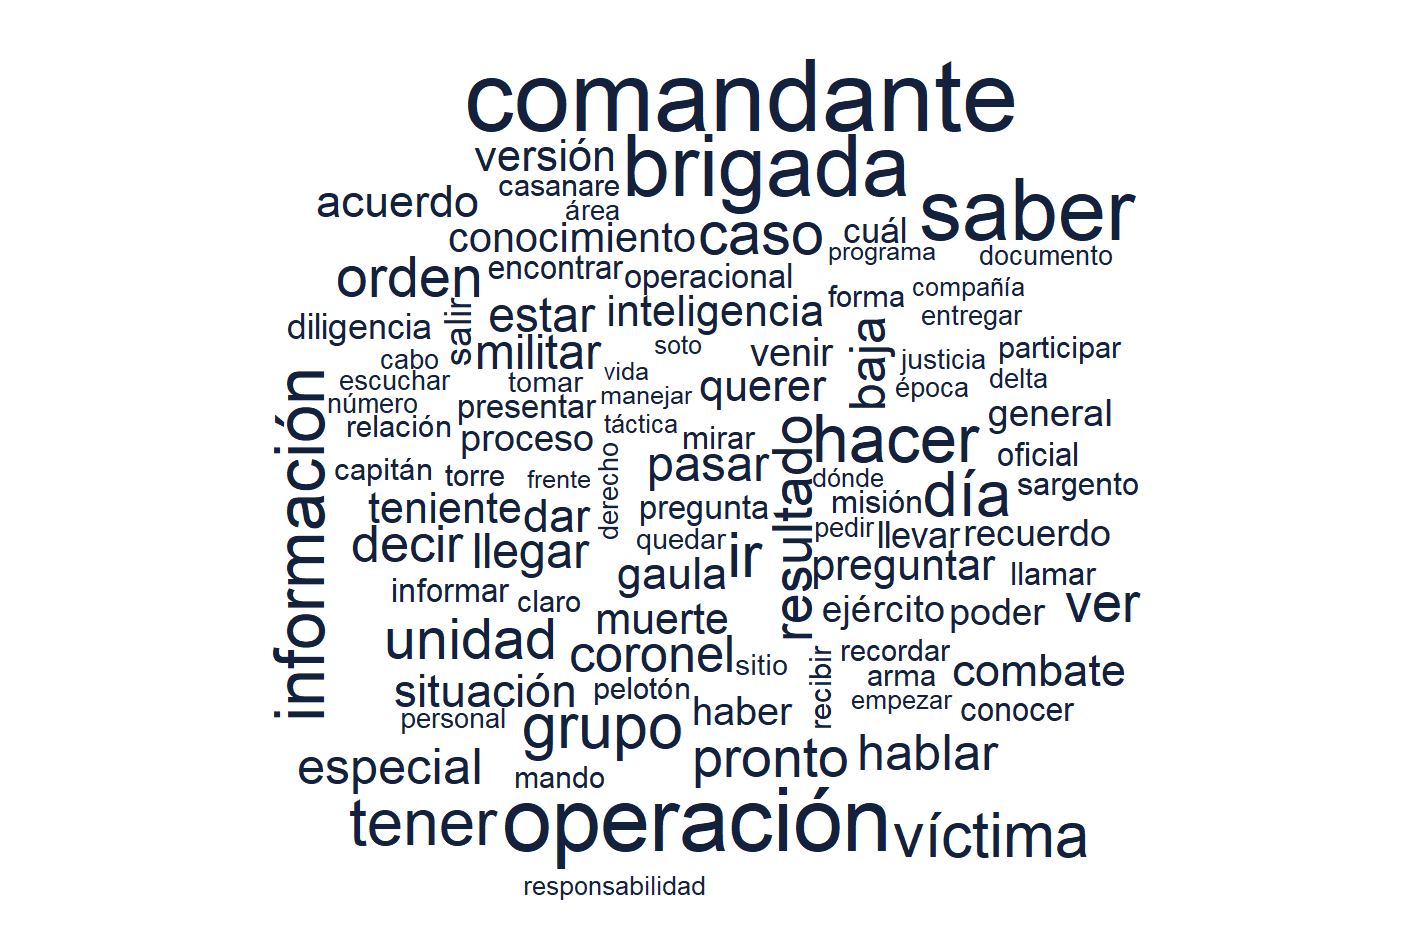 comandante
versión
brigada
casanare
saber
acuerdo
área
conocimiento
caso
cuál
programa
documento
orden
encontrar
operacional
forma
compañía
diligencia
salir
estar
inteligencia
baja
entregar
cabo
militar
soto
venir
justicia
participar
escuchar
tomar
vida
manejar
querer
época
delta
número
presentar
información
relación
proceso
táctica
mirar
resultado
hacer
general
capitán
torre
frente
derecho
pasar
dónde
oficial
teniente
dar
pregunta
misión
día
sargento
decir
llegar
quedar
ir
pedir
llevar
recuerdo
gaula
preguntar
llamar
informar
claro
muerte
ejército
poder
ver
unidad
coronel
sitio
recibir
recordar
combate
situación
pelotón
arma
empezar
conocer
personal
grupo
haber
especial
mando
pronto
hablar
tener
operación
víctima
responsabilidad